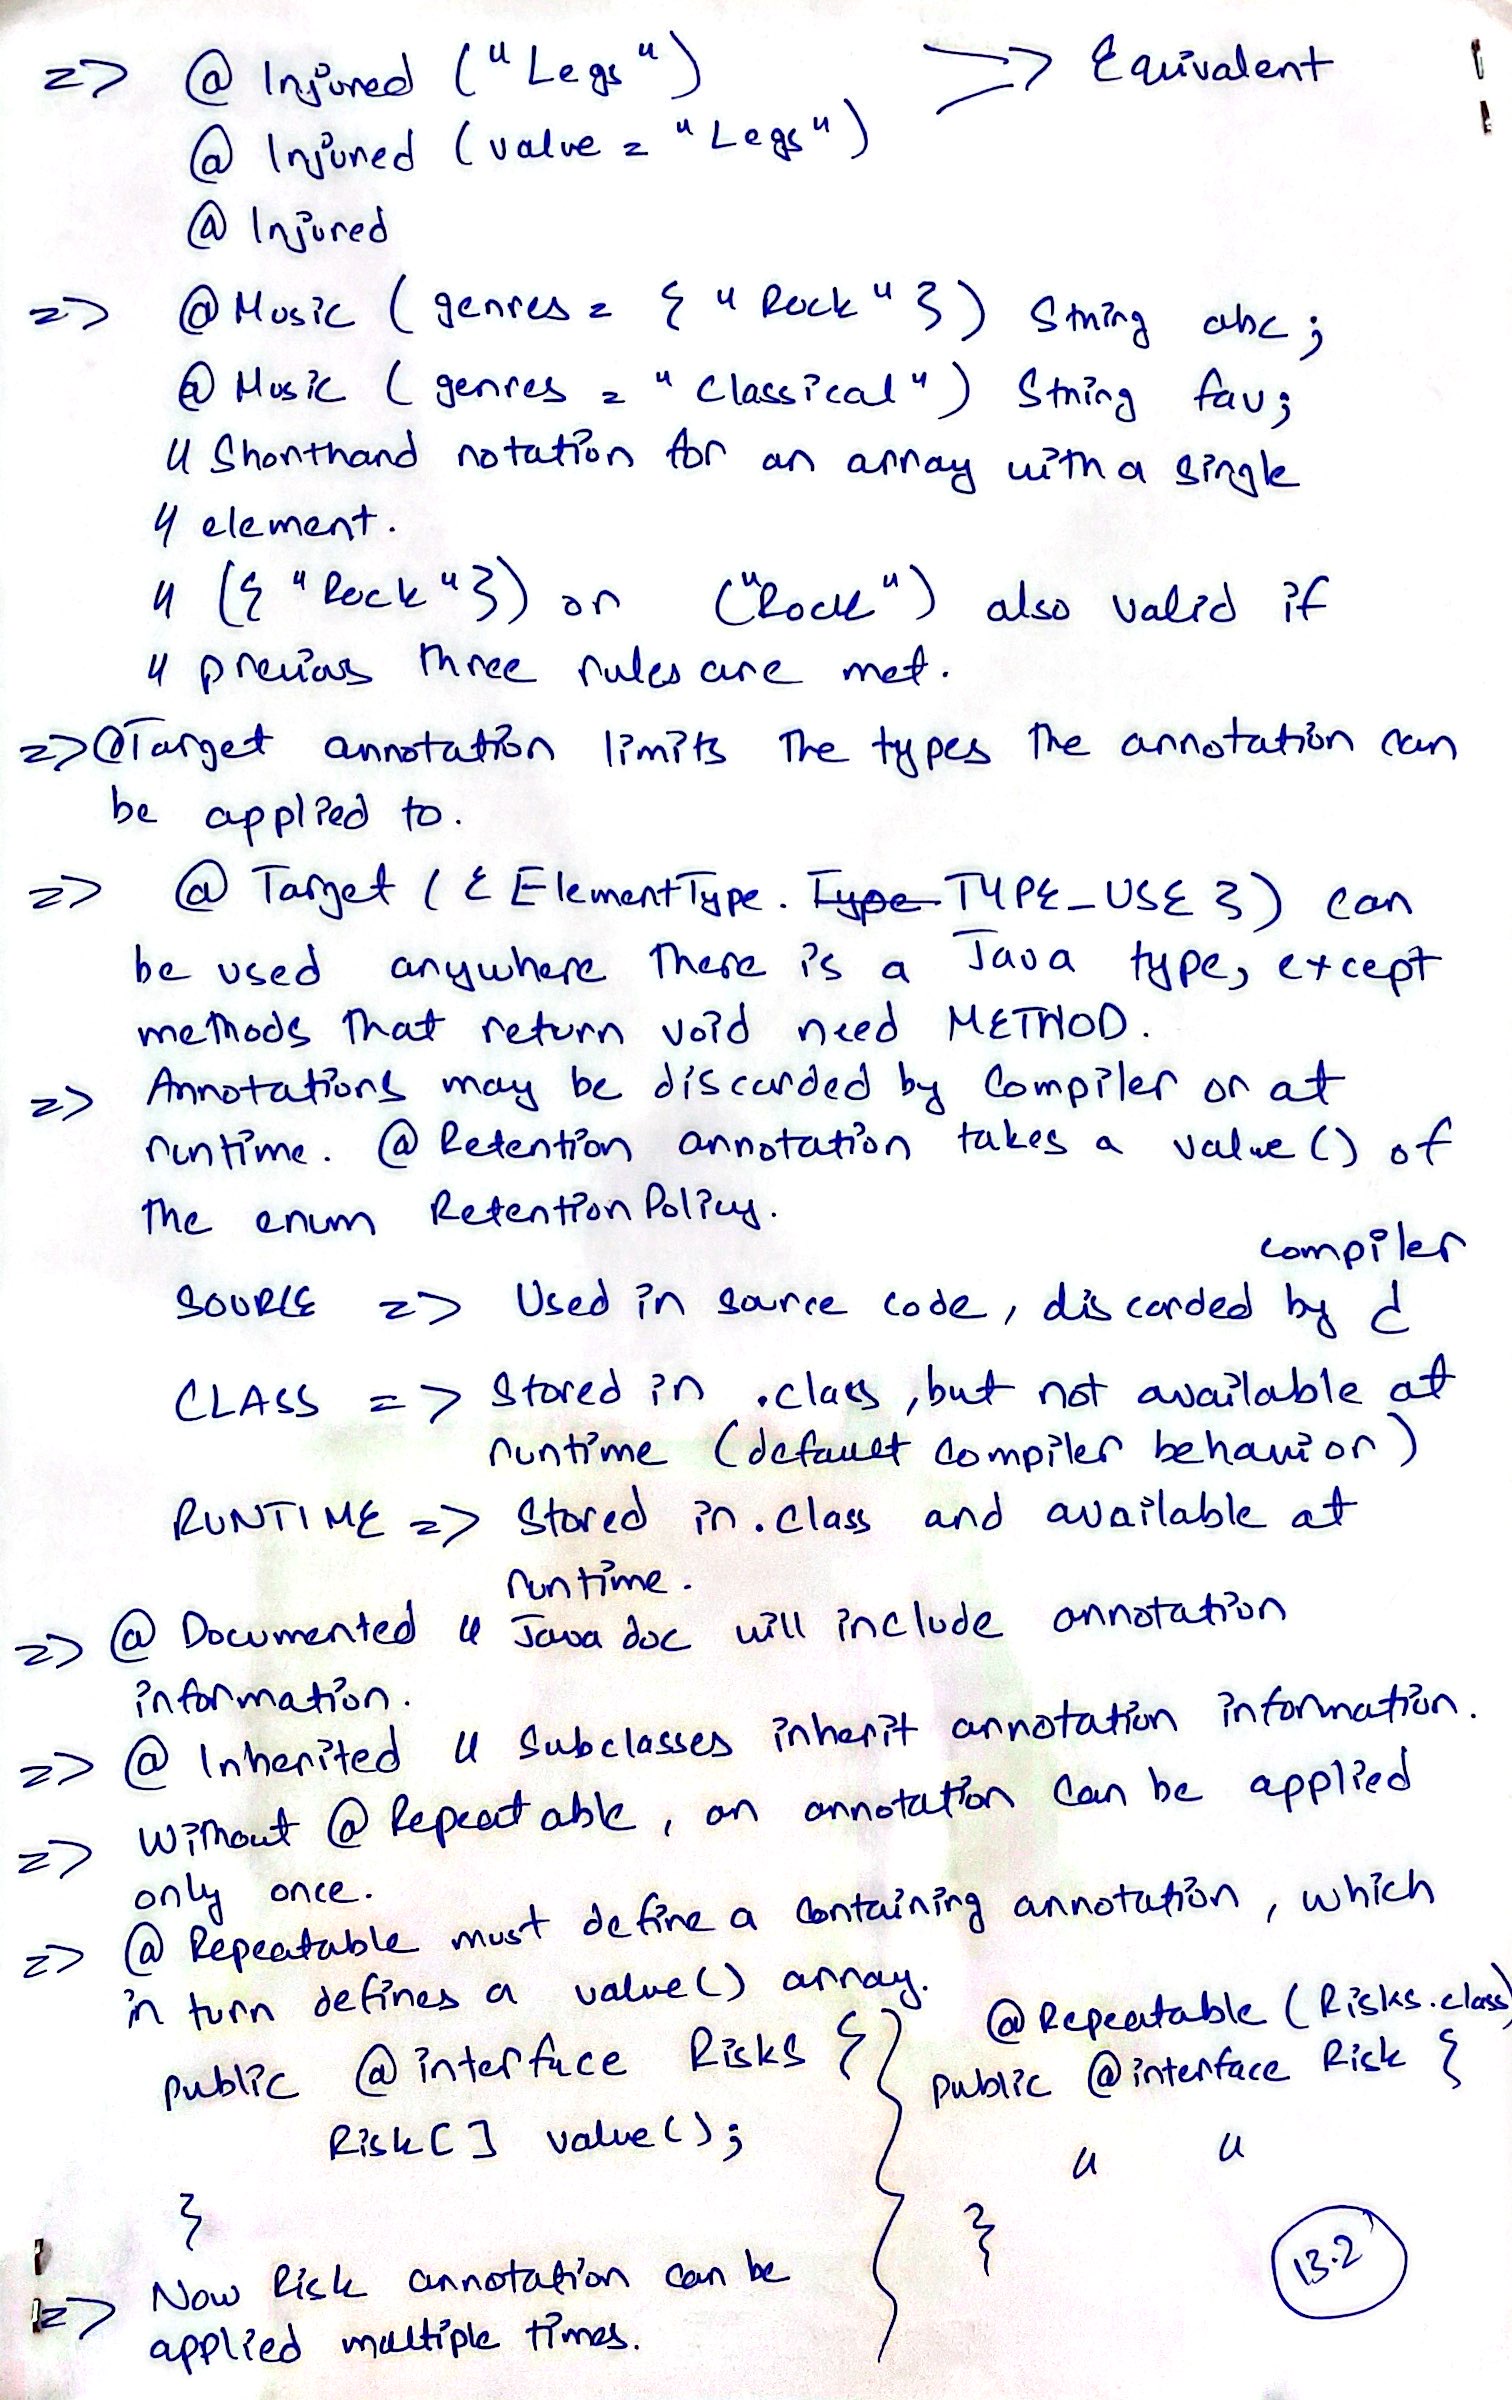 => @ Injured ("Legs") > Equivalent
@ Injured (value = "Legs")
@ Injured
=> @ Music ( genres = { "Rock" } ) String abc ;
@ Music ( genres = "Classical" ) String fav ;
// Shorthand notation for an array with a single
// element.
// ({ "Rock" }) or ("Rock") also valid if
// previous three rules are met.
=> @Target annotation limits the types the annotation can
be applied to.
=> @ Target ( { ElementType. Type TYPE_USE } ) can
be used anywhere there is a Java type, except
methods that return void need METHOD.
=> Annotations may be discarded by Compiler or at
runtime. @ Retention annotation takes a value() of
the enum RetentionPolicy.
compiler
SOURCE => Used in source code, discarded by
CLASS => Stored in .class, but not available at
runtime (default compiler behavior)
RUNTIME => Stored in .class and available at
runtime.
=> @ Documented // Java doc will include annotation
information.
=> @ Inherited // Subclasses inherit annotation information.
=> Without @ Repeatable, an annotation can be applied
only once.
=> @ Repeatable must define a containing annotation, which
in turn defines a value() array.
public @ interface Risks {
Risk[] value();
}
@ Repeatable (Risks.class)
public @ interface Risk {
// //
}
=> Now Risk annotation can be
applied multiple times.
13.2